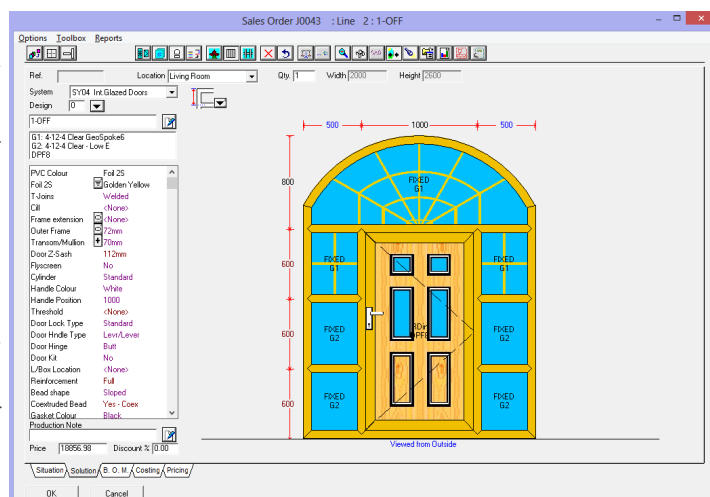 Sales Order J0043 : Line 2 : 1-OFF
Options Toolbox Reports
Ref. Location Living Room Qty. 1 Width 2000 Height 2600
System SY04 Int.Glazed Doors
Design 0
1-OFF
G1: 4-12-4 Clear GeoSpoke6
G2: 4-12-4 Clear - Low E
DPF8
PVC Colour Foil 2S
Foil 2S Golden Yellow
T-Joins Welded
Cill <None>
Frame extension <None>
Outer Frame 72mm
Transom/Mullion 70mm
Door Z-Sash 112mm
Flyscreen No
Cylinder Standard
Handle Colour White
Handle Position 1000
Threshold <None>
Door Lock Type Standard
Door Hndle Type Levr/Lever
Door Hinge Butt
Door Kit No
L/Box Location <None>
Reinforcement Full
Bead shape Sloped
Coextruded Bead Yes - Coex
Gasket Colour Black
Production Note
Price 18856.98 Discount % 0.00
500 1000 500
800
600
600
600
FIXED
G1
FIXED
G1
FIXED
G1
FIXED
G2
DPF8
FIXED
G2
FIXED
G2
FIXED
G2
Viewed from Outside
Situation Solution B. O. M. Costing Pricing
OK Cancel